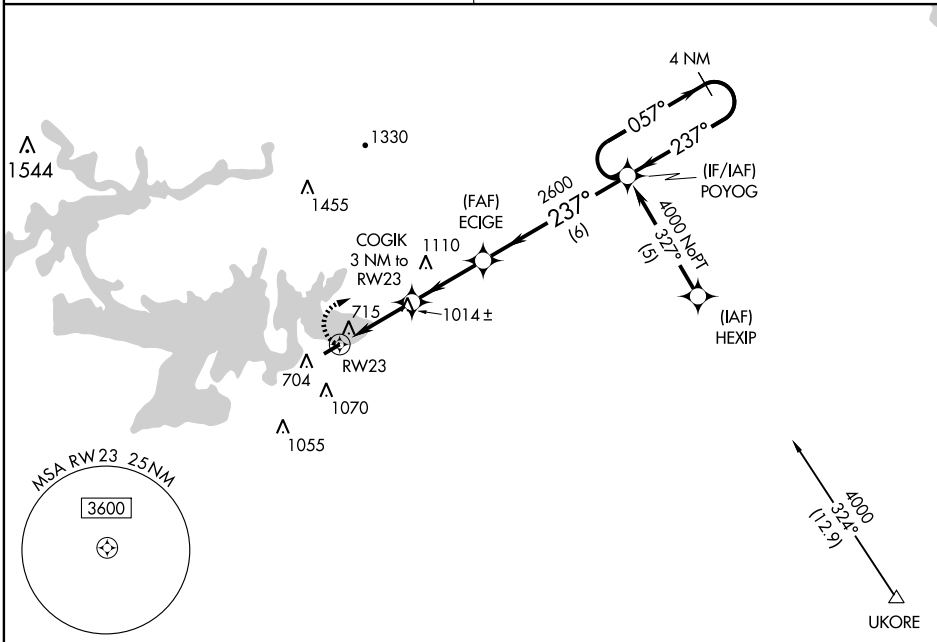 4 NM
057°
237°
1330
1544
(IF/IAF)
POYOG
1455
2600
237°
(6)
(FAF)
ECIGE
4000 NoPT
327°
(5)
COGIK
3 NM to
RW23
1110
715
1014±
(IAF)
HEXIP
RW23
704
1070
1055
MSA RW23 25NM
3600
4000
324°
(12.9)
UKORE